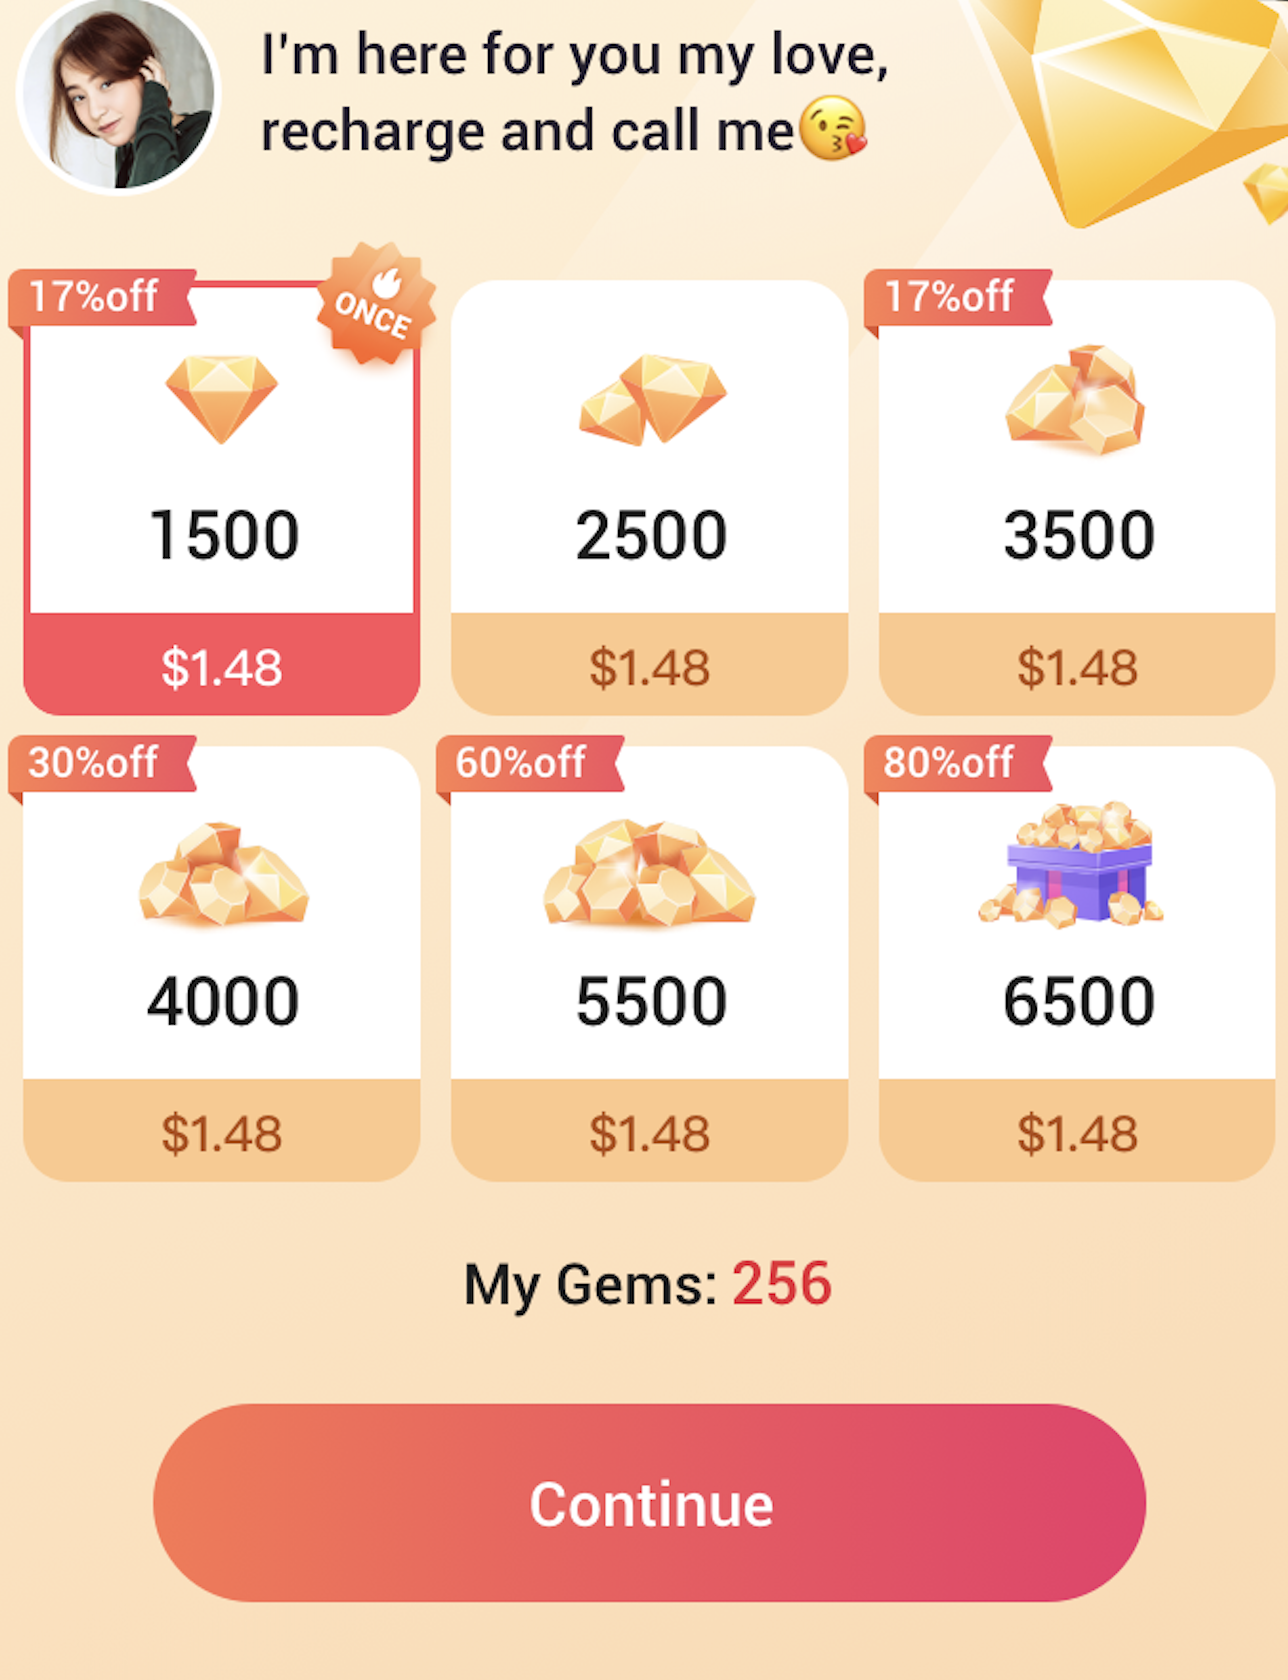 I'm here for you my love,
recharge and call me😘
17%off
ONCE
1500
$1.48
2500
$1.48
17%off
3500
$1.48
30%off
4000
$1.48
60%off
5500
$1.48
80%off
6500
$1.48
My Gems: 256
Continue